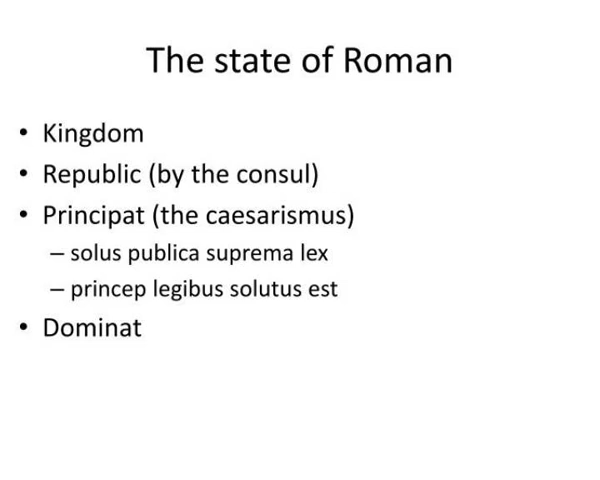 The state of Roman
• Kingdom
• Republic (by the consul)
• Principat (the caesarismus)
– solus publica suprema lex
– princep legibus solutus est
• Dominat